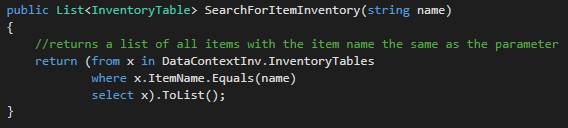 public List<InventoryTable> SearchForItemInventory(string name)
{
    //returns a list of all items with the item name the same as the parameter
    return (from x in DataContextInv.InventoryTables
            where x.ItemName.Equals(name)
            select x).ToList();
}